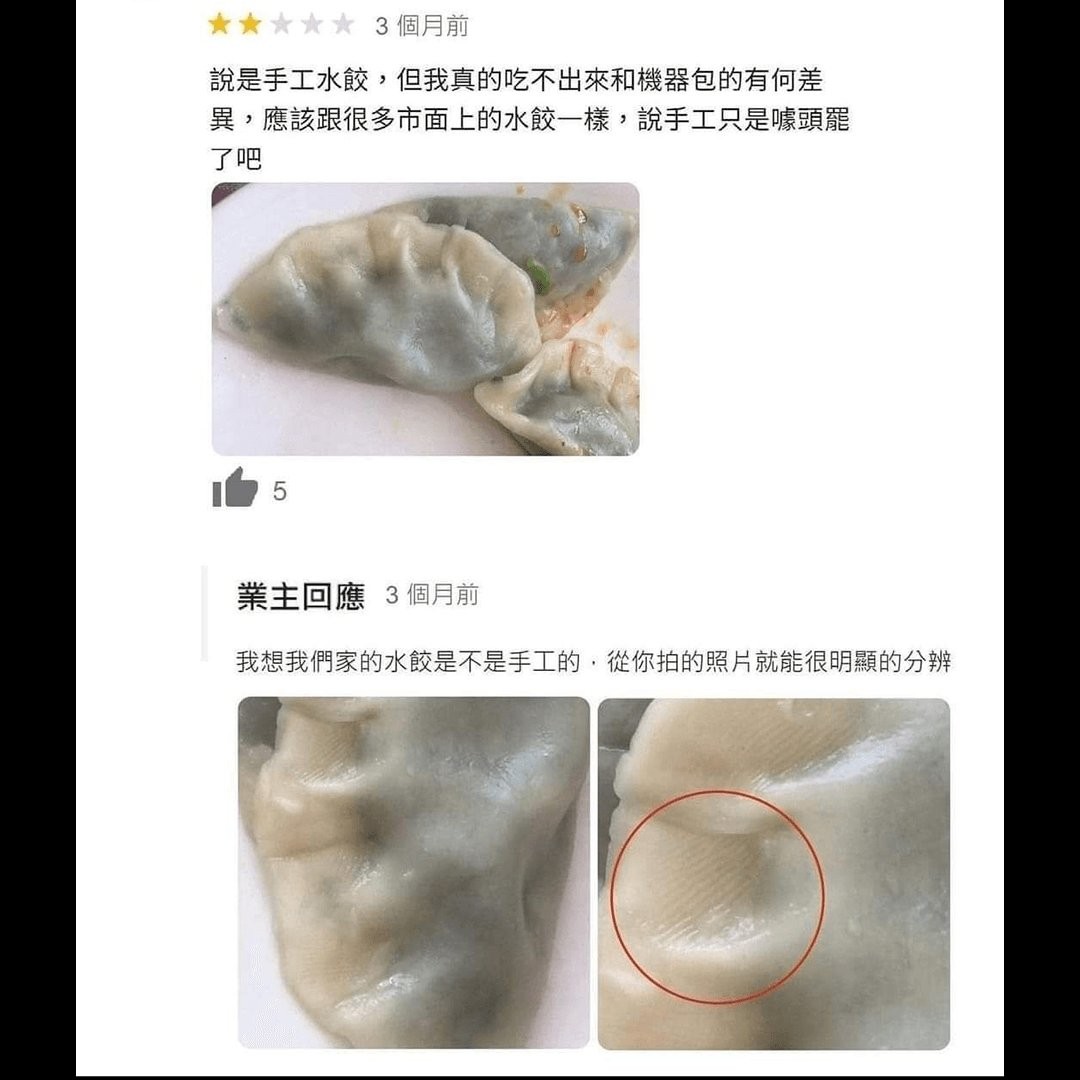 3 個月前
說是手工水餃，但我真的吃不出來和機器包的有何差
異，應該跟很多市面上的水餃一樣，說手工只是噱頭罷
了吧
5
業主回應 3 個月前
我想我們家的水餃是不是手工的，從你拍的照片就能很明顯的分辨